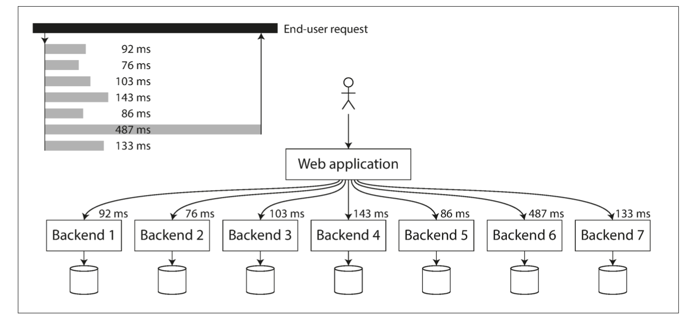 End-user request
92 ms
76 ms
103 ms
143 ms
86 ms
487 ms
133 ms
Web application
92 ms
76 ms
103 ms
143 ms
86 ms
487 ms
133 ms
Backend 1
Backend 2
Backend 3
Backend 4
Backend 5
Backend 6
Backend 7